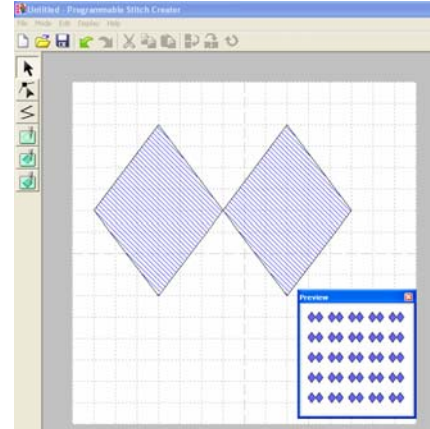 Untitled - Programmable Stitch Creator
File Mode Edit Display Help
Preview